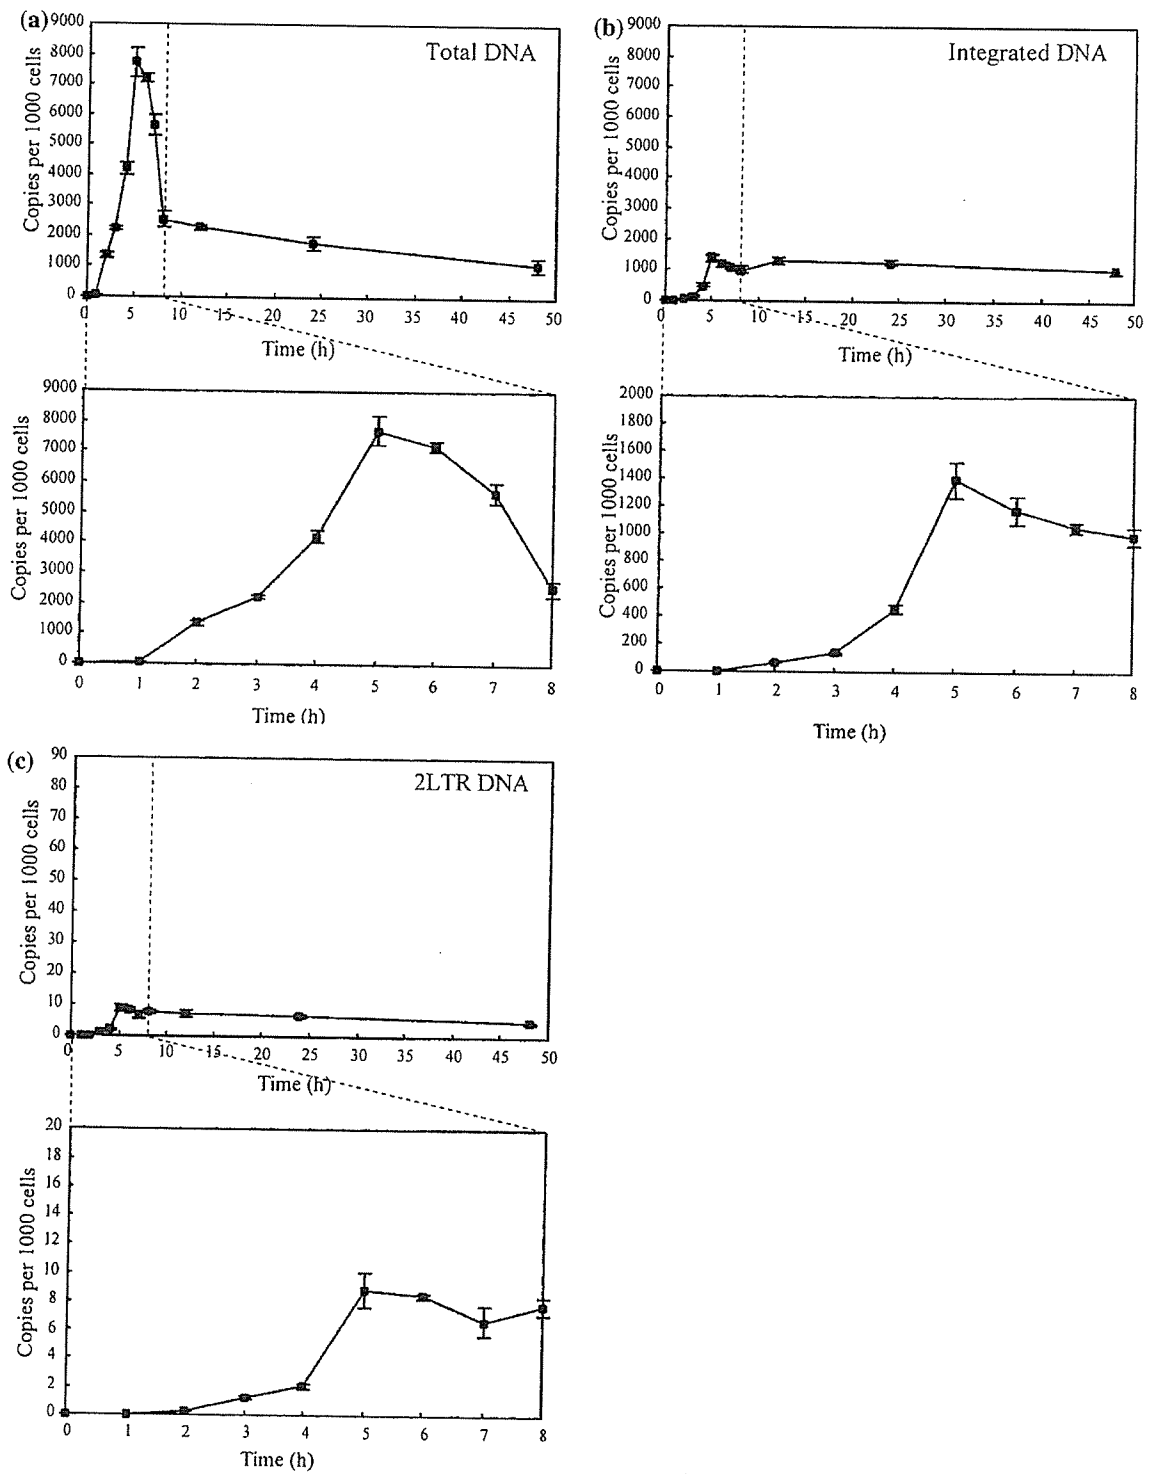 (a)
Total DNA
Copies per 1000 cells
9000
8000
7000
6000
5000
4000
3000
2000
1000
0
0 5 10 15 20 25 30 35 40 45 50
Time (h)
Copies per 1000 cells
9000
8000
7000
6000
5000
4000
3000
2000
1000
0
0 1 2 3 4 5 6 7 8
Time (h)
(b)
Integrated DNA
Copies per 1000 cells
9000
8000
7000
6000
5000
4000
3000
2000
1000
0
0 5 10 15 20 25 30 35 40 45 50
Time (h)
Copies per 1000 cells
2000
1800
1600
1400
1200
1000
800
600
400
200
0
0 1 2 3 4 5 6 7 8
Time (h)
(c)
2LTR DNA
Copies per 1000 cells
90
80
70
60
50
40
30
20
10
0
0 5 10 15 20 25 30 35 40 45 50
Time (h)
Copies per 1000 cells
20
18
16
14
12
10
8
6
4
2
0
0 1 2 3 4 5 6 7 8
Time (h)